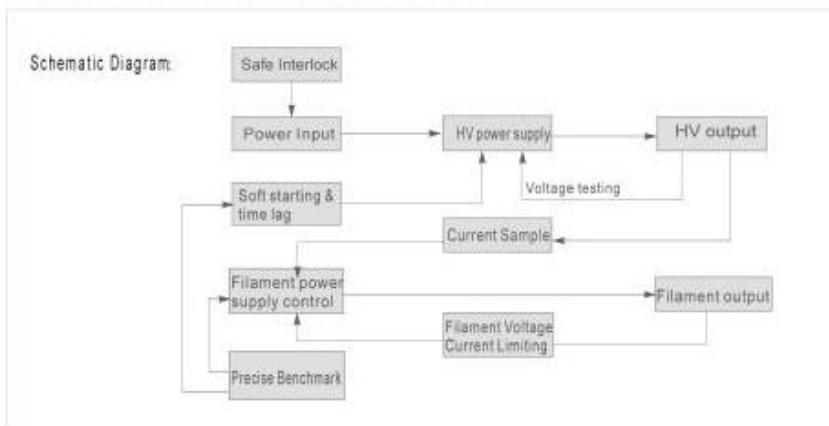 Schematic Diagram:
Safe Interlock
Power Input
HV power supply
HV output
Voltage testing
Soft starting &
time lag
Current Sample
Filament power
supply control
Filament output
Filament Voltage
Current Limiting
Precise Benchmark